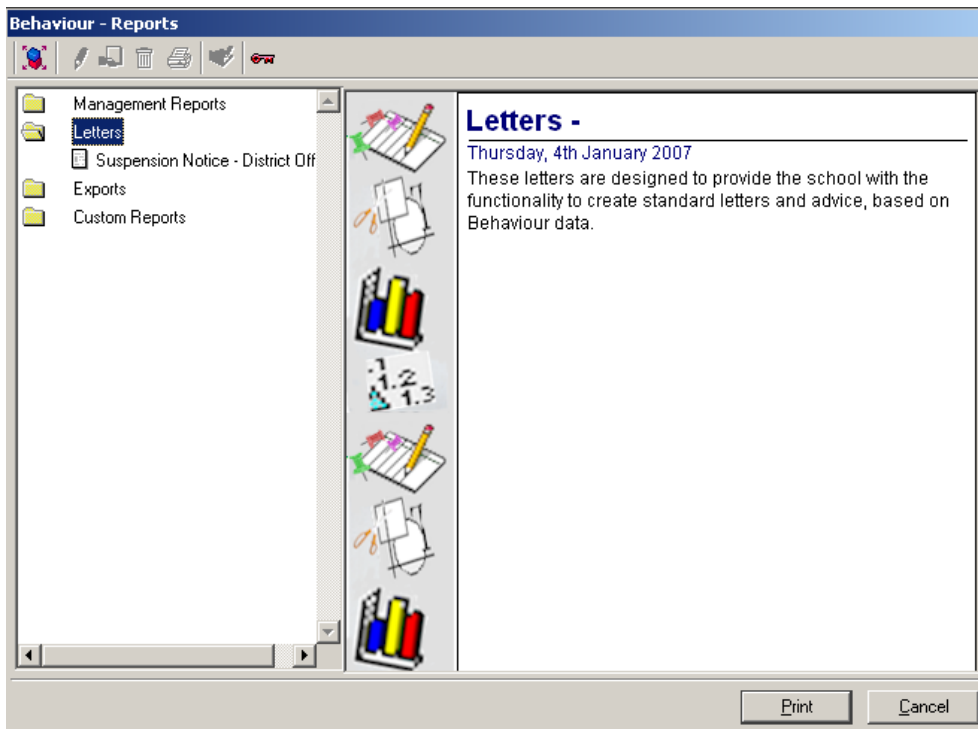 Behaviour - Reports
Management Reports
Letters
Suspension Notice - District Off
Exports
Custom Reports
Letters -
Thursday, 4th January 2007
These letters are designed to provide the school with the
functionality to create standard letters and advice, based on
Behaviour data.
.1
1.2
1.3
Print
Cancel